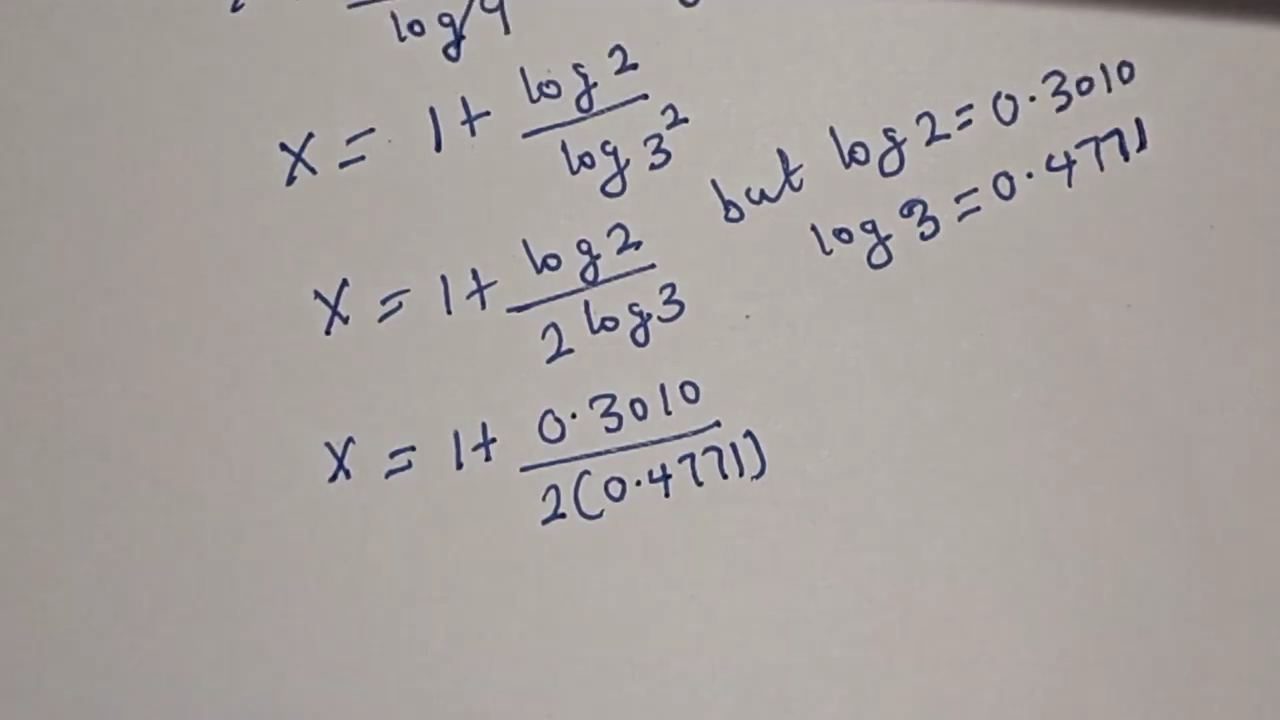 log 9
x = 1 + log 2 / log 3²
but log 2 = 0.3010
log 3 = 0.4771
x = 1 + log 2 / 2 log 3
x = 1 + 0.3010 / 2(0.4771)